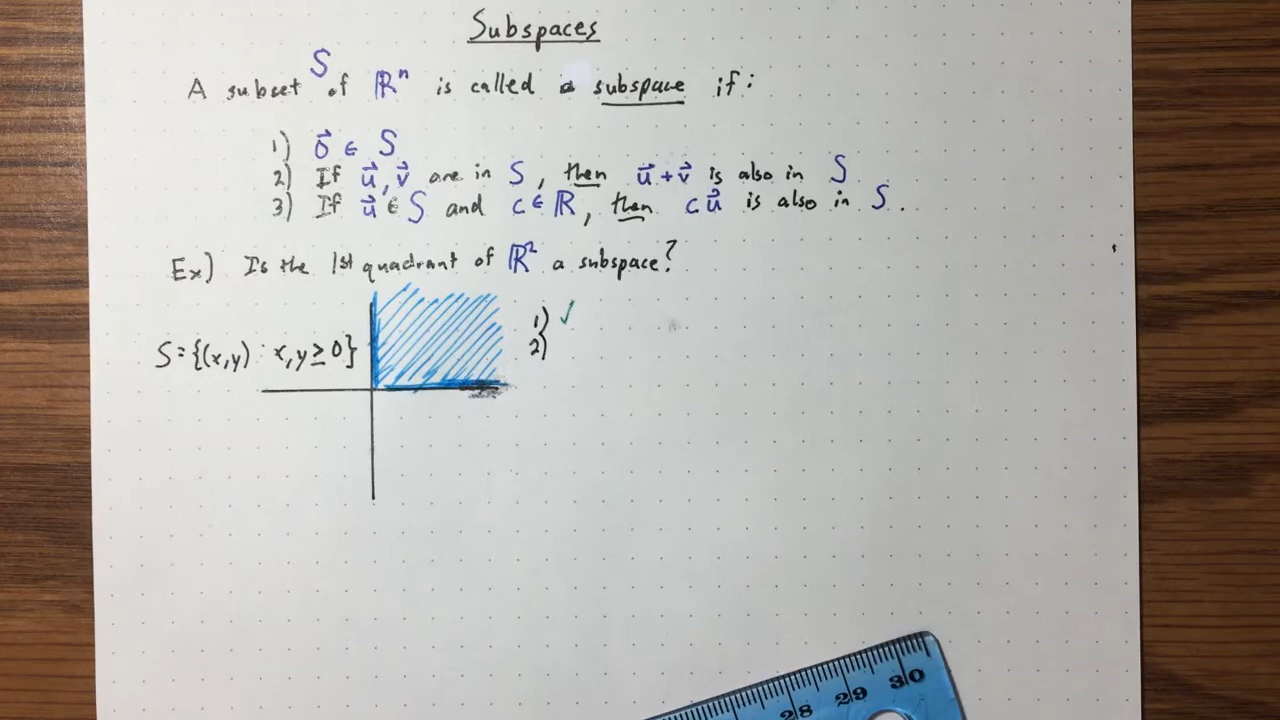 Subspaces
A subset S of ℝⁿ is called a subspace if:
1) 0⃗ ∈ S
2) If u⃗, v⃗ are in S, then u⃗ + v⃗ is also in S
3) If u⃗ ∈ S and c ∈ ℝ, then cu⃗ is also in S.
Ex) Is the 1st quadrant of ℝ² a subspace?
S = {(x,y) : x, y ≥ 0}
1) ✓
2)
28 29 30